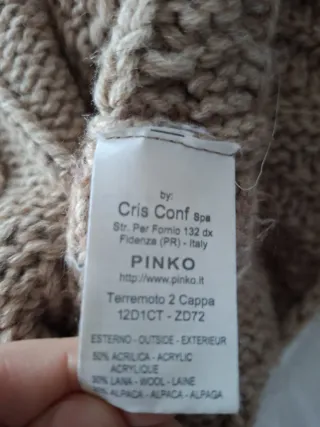 by:
Cris Conf Spa
Str. Per Fornio 132 dx
Fidenza (PR) - Italy
PINKO
http://www.pinko.it
Terremoto 2 Cappa
12D1CT - ZD72
ESTERNO - OUTSIDE - EXTERIEUR
50% ACRILICA - ACRYLIC
ACRYLIQUE
30% LANA - WOOL - LAINE
ALPACA - ALPACA - ALPAGA